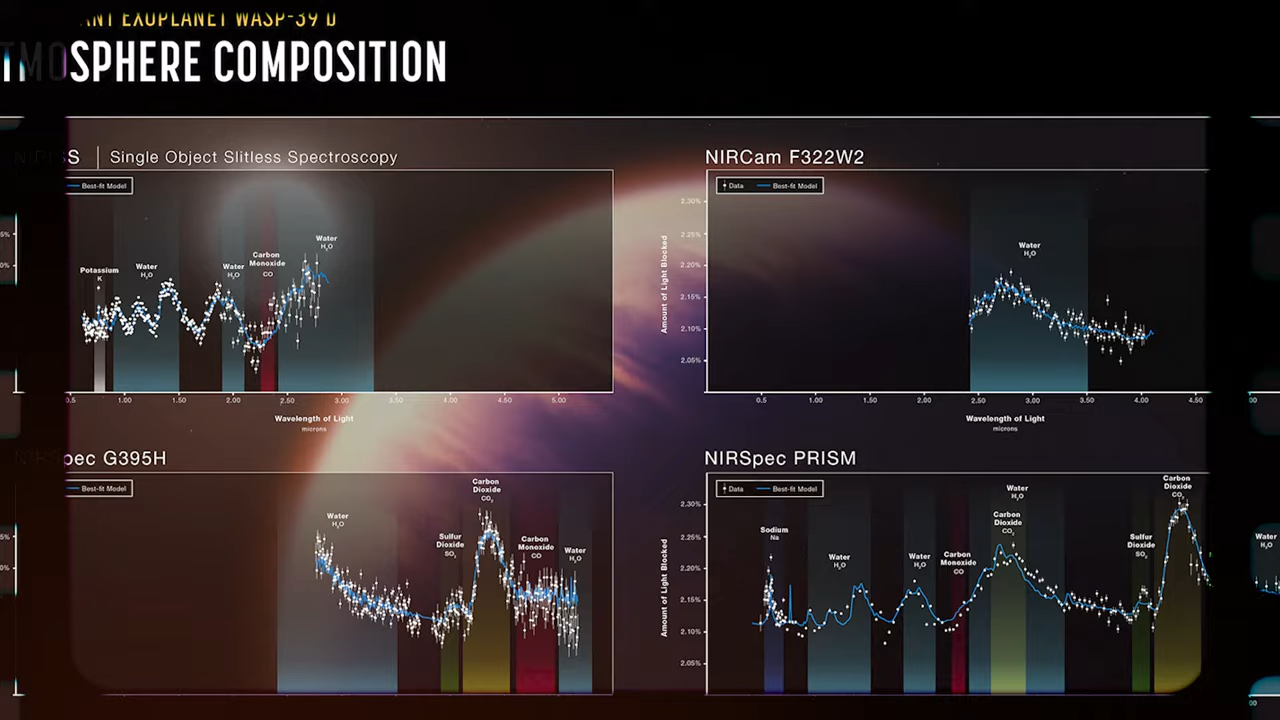 EXOPLANET WASP-39
SPHERE COMPOSITION
S | Single Object Slitless Spectroscopy
Best-fit Model
Potassium
K
Water
H₂O
Water
H₂O
Carbon
Monoxide
CO
Water
H₂O
1.00 1.50 2.00 2.50 3.00 3.50 4.00 4.50 5.00
Wavelength of Light
microns
NIRCam F322W2
Data Best-fit Model
Amount of Light Blocked
2.30%
2.25%
2.20%
2.15%
2.10%
2.05%
Water
H₂O
0.5 1.00 1.50 2.00 2.50 3.00 3.50 4.00 4.50
Wavelength of Light
microns
NIRSpec G395H
Best-fit Model
Water
H₂O
Sulfur
Dioxide
SO₂
Carbon
Dioxide
CO₂
Carbon
Monoxide
CO
Water
H₂O
NIRSpec PRISM
Data Best-fit Model
Amount of Light Blocked
2.30%
2.25%
2.20%
2.15%
2.10%
2.05%
Sodium
Na
Water
H₂O
Water
H₂O
Carbon
Monoxide
CO
Water
H₂O
Carbon
Dioxide
CO₂
Sulfur
Dioxide
SO₂
Carbon
Dioxide
CO₂
Water
H₂O